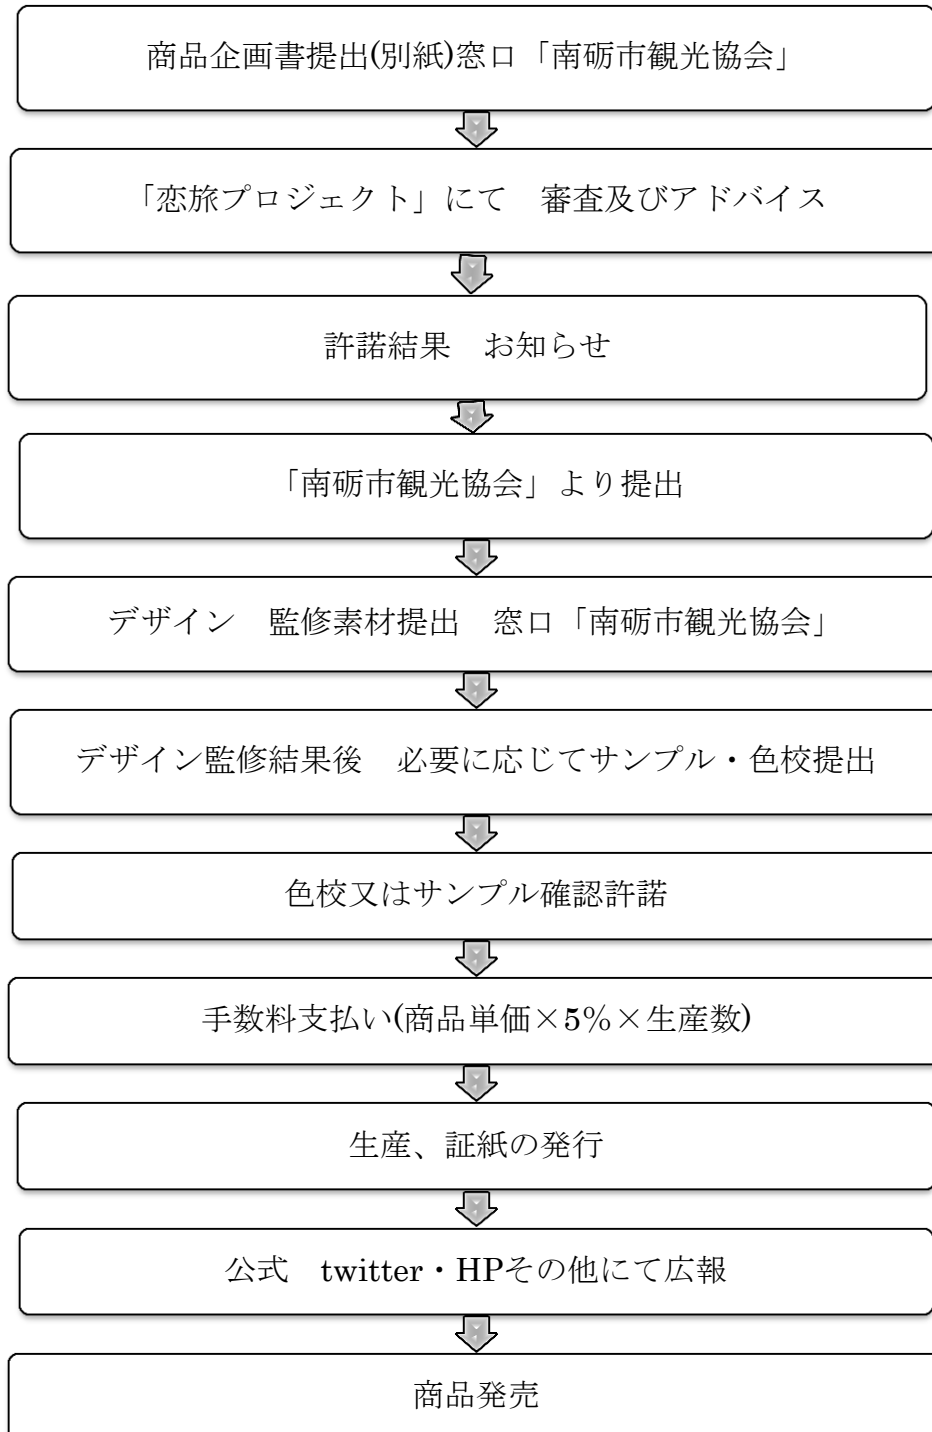 商品企画書提出(別紙)窓口「南砺市観光協会」
「恋旅プロジェクト」にて　審査及びアドバイス
許諾結果　お知らせ
「南砺市観光協会」より提出
デザイン　監修素材提出　窓口「南砺市観光協会」
デザイン監修結果後　必要に応じてサンプル・色校提出
色校又はサンプル確認許諾
手数料支払い(商品単価×5％×生産数)
生産、証紙の発行
公式　twitter・HPその他にて広報
商品発売